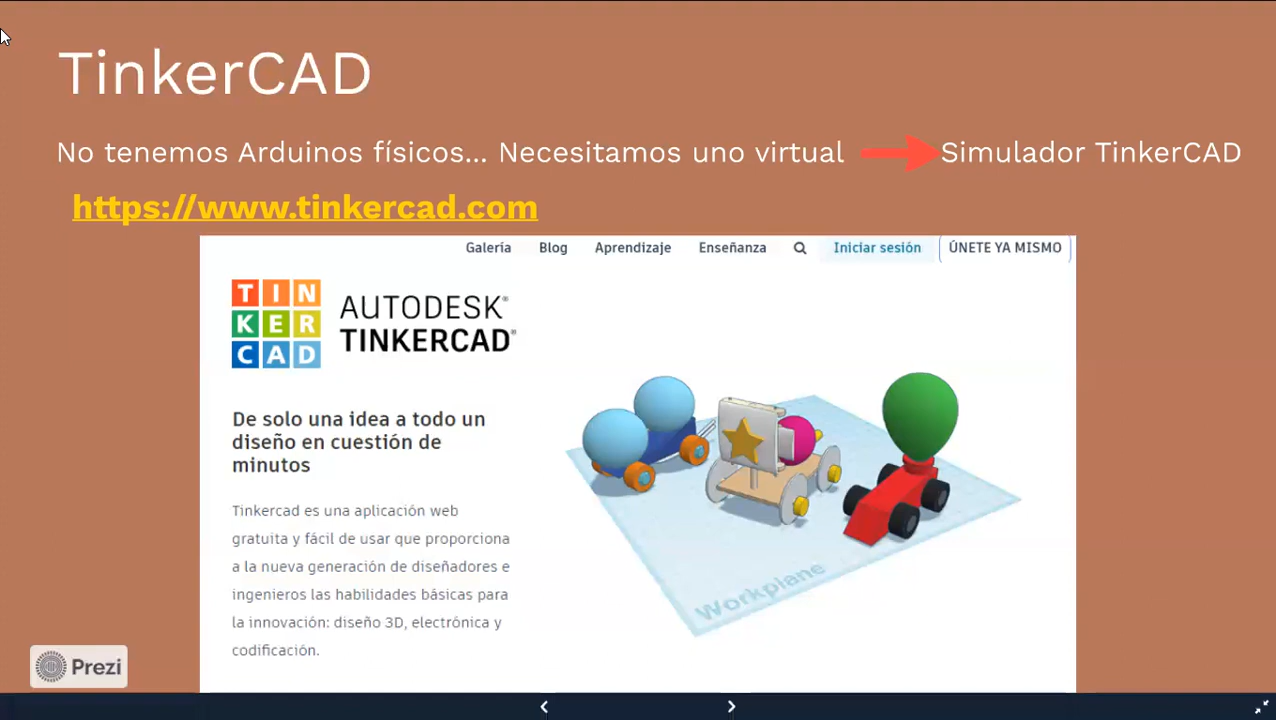 TinkerCAD
No tenemos Arduinos físicos... Necesitamos uno virtual Simulador TinkerCAD
https://www.tinkercad.com
Galería Blog Aprendizaje Enseñanza Iniciar sesión ÚNETE YA MISMO
TIN
KER
CAD
AUTODESK®
TINKERCAD®
De solo una idea a todo un
diseño en cuestión de
minutos
Tinkercad es una aplicación web
gratuita y fácil de usar que proporciona
a la nueva generación de diseñadores e
ingenieros las habilidades básicas para
la innovación: diseño 3D, electrónica y
codificación.
Workplane
Prezi